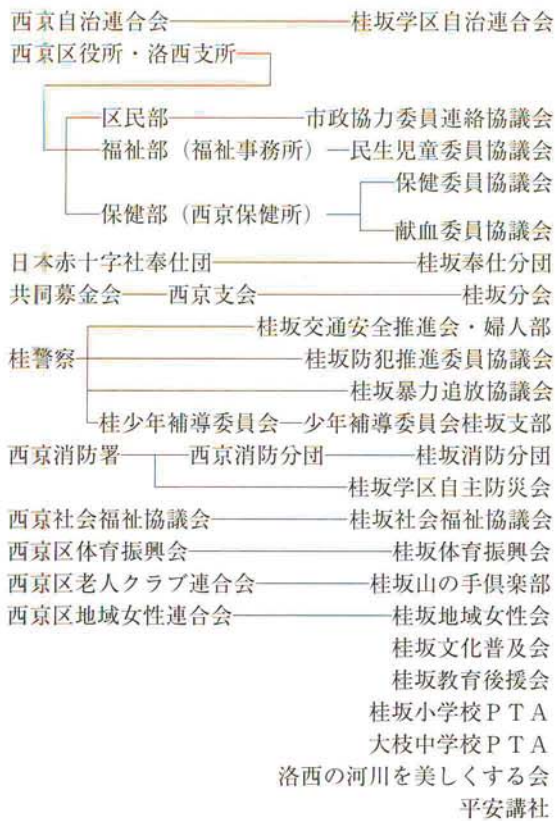 西京自治連合会 桂坂学区自治連合会
西京区役所・洛西支所
区民部 市政協力委員連絡協議会
福祉部（福祉事務所） 民生児童委員協議会
保健委員協議会
保健部（西京保健所）
献血委員協議会
日本赤十字社奉仕団 桂坂奉仕分団
共同募金会 西京支会 桂坂分会
桂坂交通安全推進会・婦人部
桂警察 桂坂防犯推進委員協議会
桂坂暴力追放協議会
桂少年補導委員会 少年補導委員会桂坂支部
西京消防署 西京消防分団 桂坂消防分団
桂坂学区自主防災会
西京社会福祉協議会 桂坂社会福祉協議会
西京区体育振興会 桂坂体育振興会
西京区老人クラブ連合会 桂坂山の手倶楽部
西京区地域女性連合会 桂坂地域女性会
桂坂文化普及会
桂坂教育後援会
桂坂小学校ＰＴＡ
大枝中学校ＰＴＡ
洛西の河川を美しくする会
平安講社